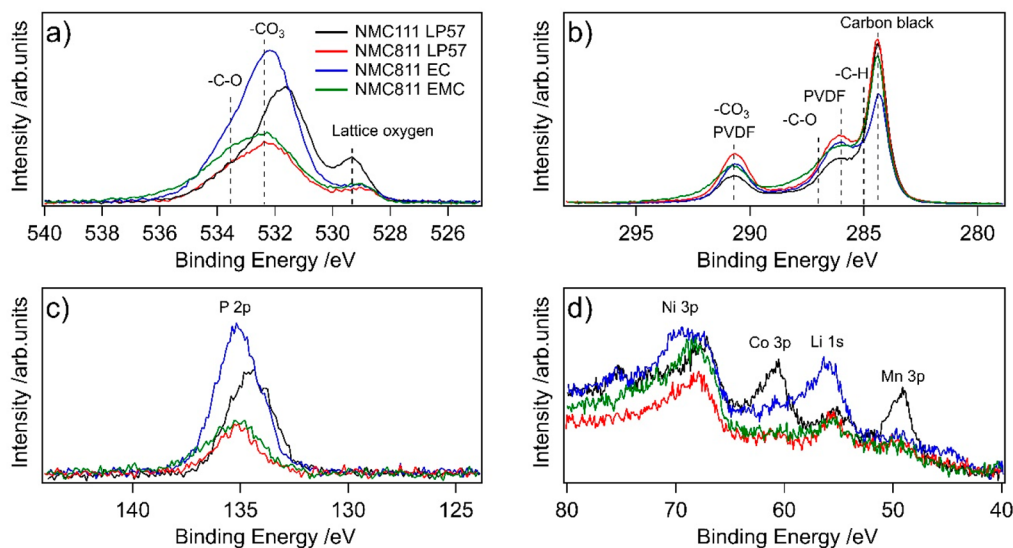 a)
-CO₃
-C-O
Lattice oxygen
NMC111 LP57
NMC811 LP57
NMC811 EC
NMC811 EMC
Intensity /arb.units
540 538 536 534 532 530 528 526
Binding Energy /eV
b)
Carbon black
-C-H
-CO₃
PVDF
PVDF
-C-O
Intensity /arb.units
295 290 285 280
Binding Energy /eV
c)
P 2p
Intensity /arb.units
140 135 130 125
Binding Energy /eV
d)
Ni 3p
Co 3p
Li 1s
Mn 3p
Intensity /arb.units
80 70 60 50 40
Binding Energy /eV